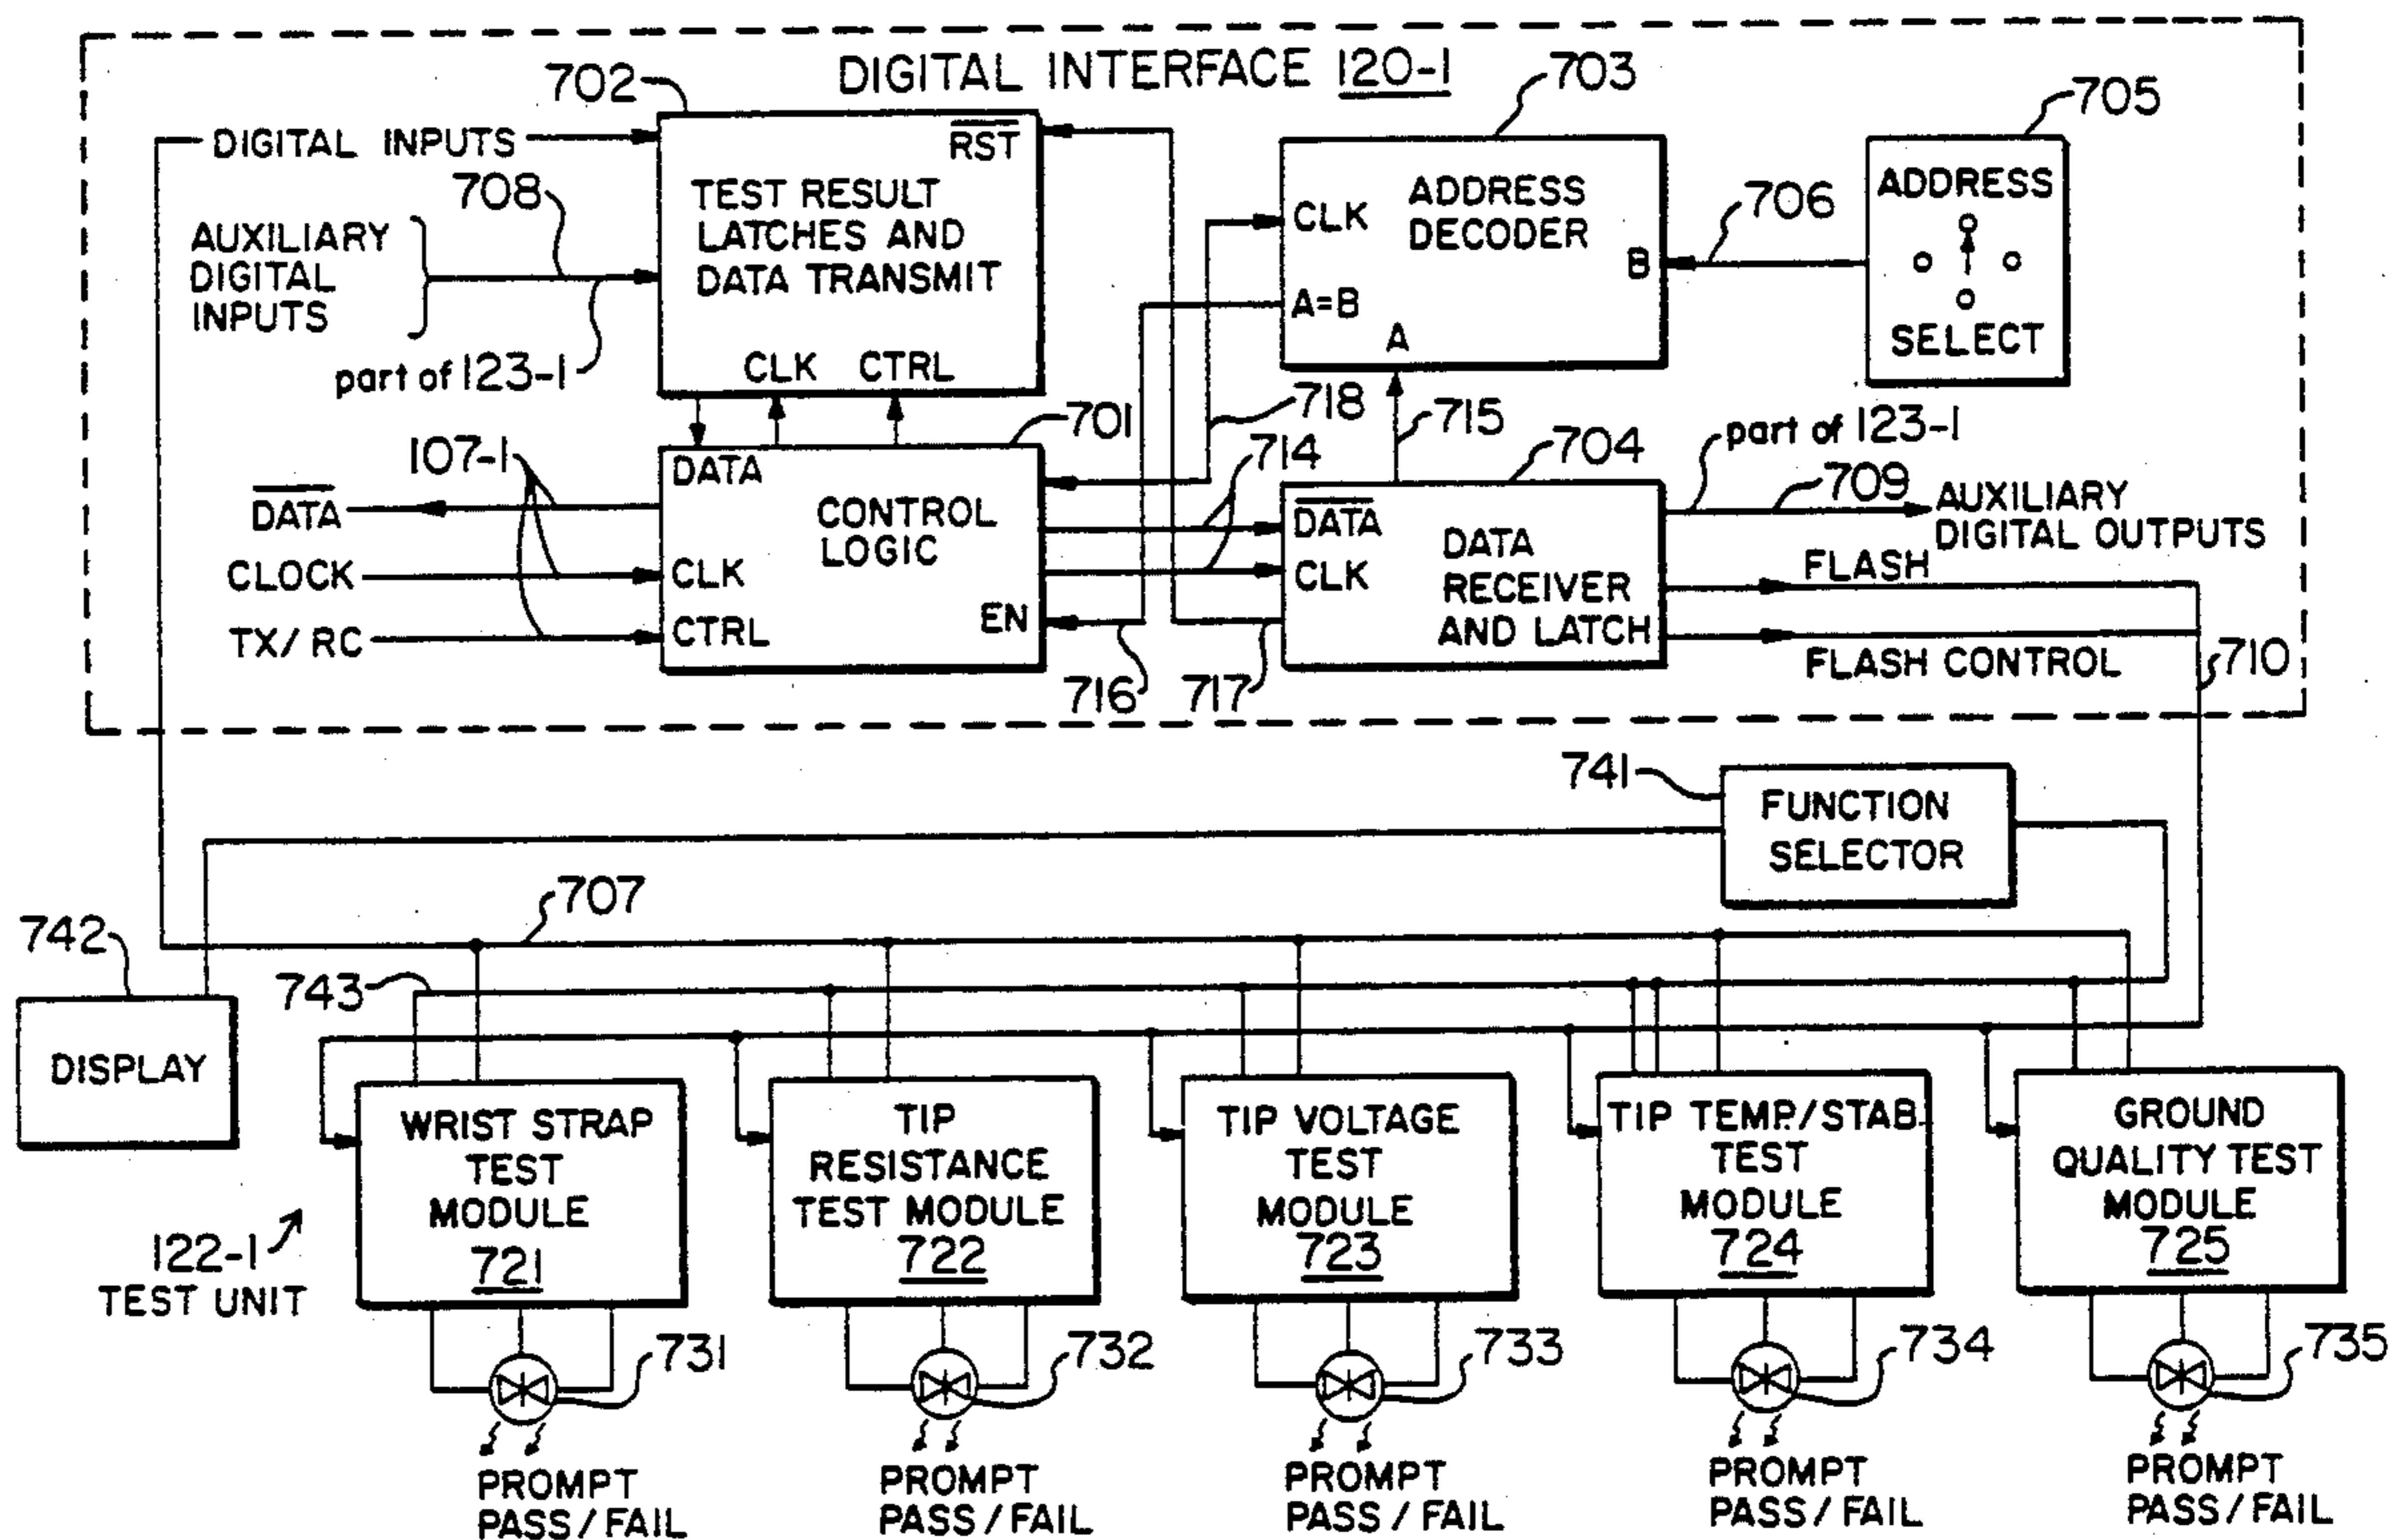 DIGITAL INTERFACE 120-1
702
703
705
DIGITAL INPUTS
RST
708
TEST RESULT
LATCHES AND
DATA TRANSMIT
AUXILIARY
DIGITAL
INPUTS
part of 123-1
CLK CTRL
CLK
ADDRESS
DECODER
A=B
A
B
706
ADDRESS
SELECT
718
715
701
714
704
part of 123-1
709
107-1
DATA
DATA
CLOCK
TX/RC
CONTROL
LOGIC
CLK
CTRL
EN
DATA
CLK
DATA
RECEIVER
AND LATCH
AUXILIARY
DIGITAL OUTPUTS
FLASH
FLASH CONTROL
710
716
717
741
FUNCTION
SELECTOR
707
742
743
DISPLAY
WRIST STRAP
TEST
MODULE
721
TIP
RESISTANCE
TEST MODULE
722
TIP VOLTAGE
TEST
MODULE
723
TIP TEMP./STAB.
TEST
MODULE
724
GROUND
QUALITY TEST
MODULE
725
122-1
TEST UNIT
731
732
733
734
735
PROMPT
PASS/FAIL
PROMPT
PASS/FAIL
PROMPT
PASS/FAIL
PROMPT
PASS/FAIL
PROMPT
PASS/FAIL